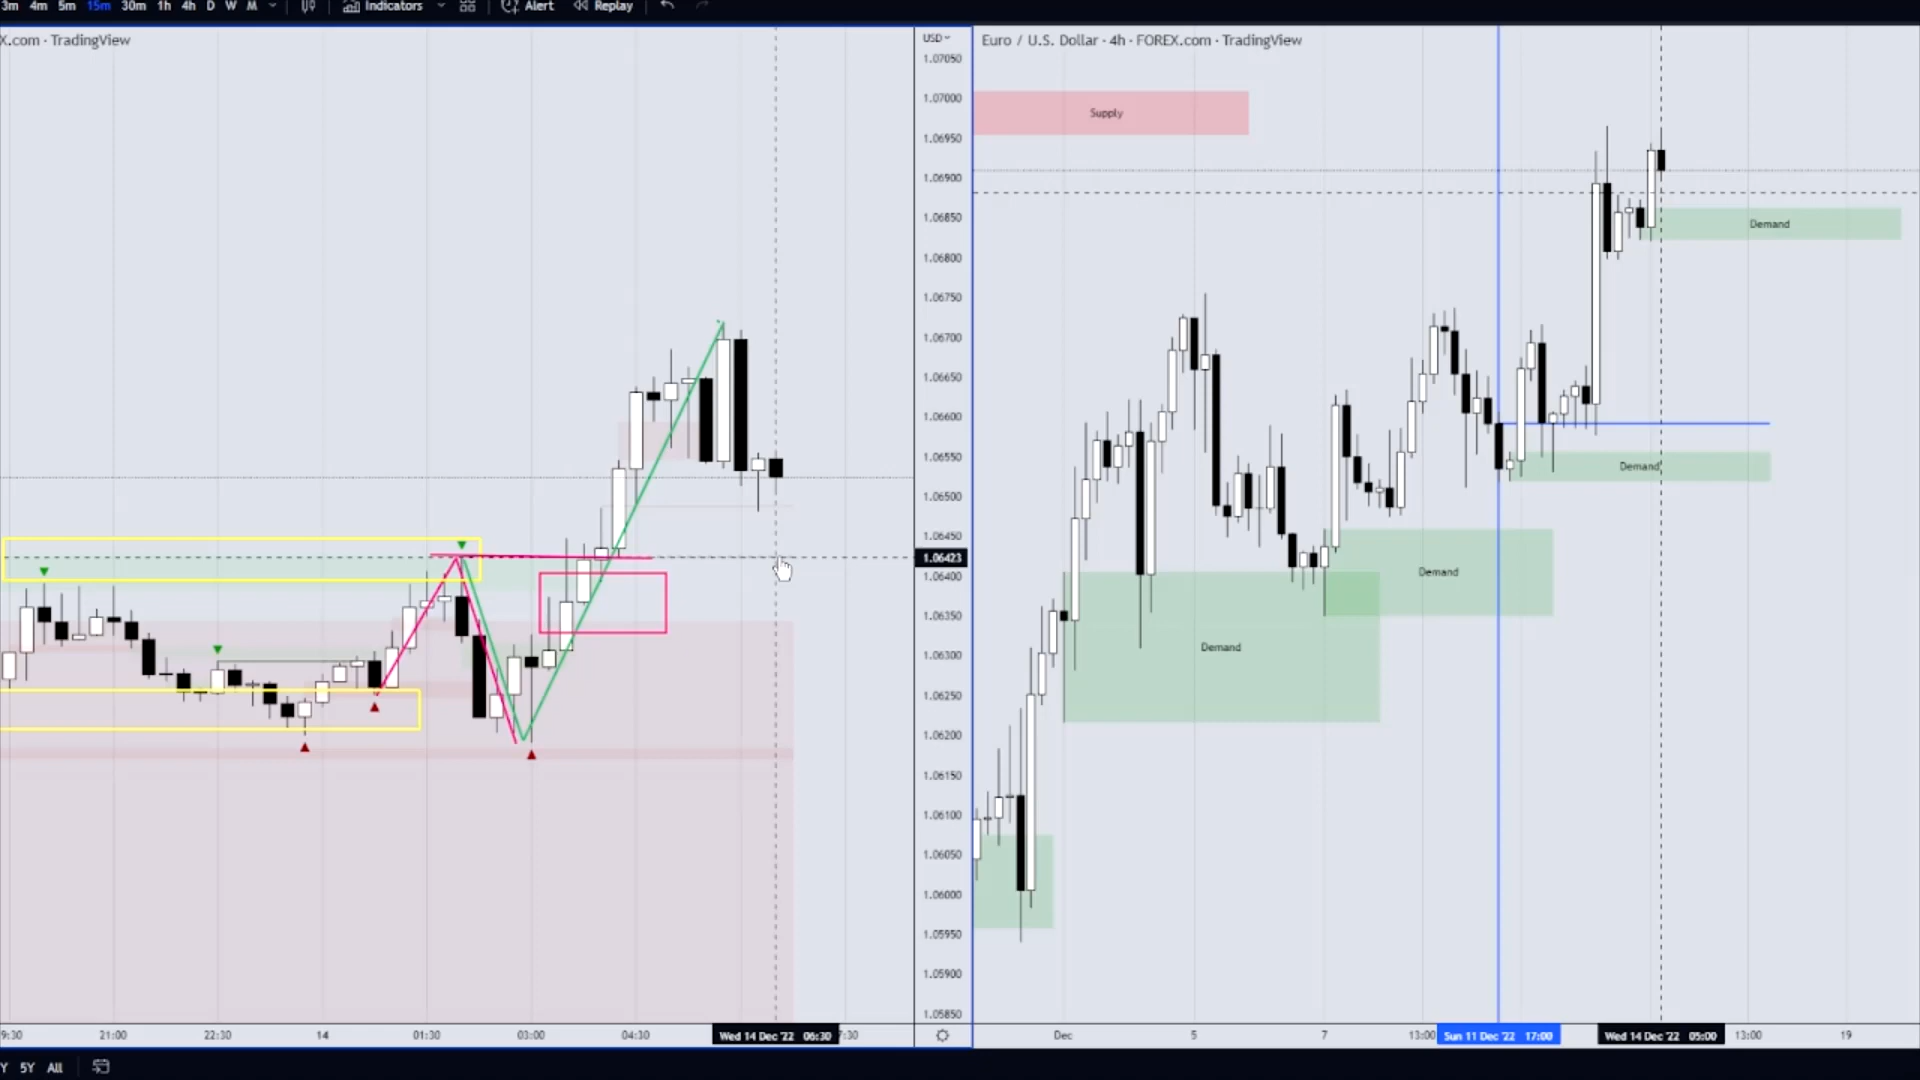 3m 4m 5m 15m 30m 1h 4h D W M Indicators Alert Replay
X.com · TradingView
USD
Euro / U.S. Dollar · 4h · FOREX.com · TradingView
1.07050
1.07000
1.06950
1.06900
1.06850
1.06800
1.06750
1.06700
1.06650
1.06600
1.06550
1.06500
1.06450
1.06423
1.06400
1.06350
1.06300
1.06250
1.06200
1.06150
1.06100
1.06050
1.06000
1.05950
1.05900
1.05850
Supply
Demand
Demand
Demand
Demand
9:30 21:00 22:30 14 01:30 03:00 04:30 Wed 14 Dec '22 06:30 7:30
Dec 5 7 13:00 Sun 11 Dec '22 17:00 Wed 14 Dec '22 05:00 13:00 19
Y 5Y All